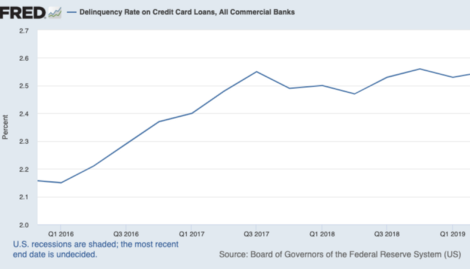 FRED — Delinquency Rate on Credit Card Loans, All Commercial Banks
2.7
2.6
2.5
2.4
2.3
2.2
2.1
2.0
Percent
Q1 2016 Q3 2016 Q1 2017 Q3 2017 Q1 2018 Q3 2018 Q1 2019
U.S. recessions are shaded; the most recent
end date is undecided.
Source: Board of Governors of the Federal Reserve System (US)